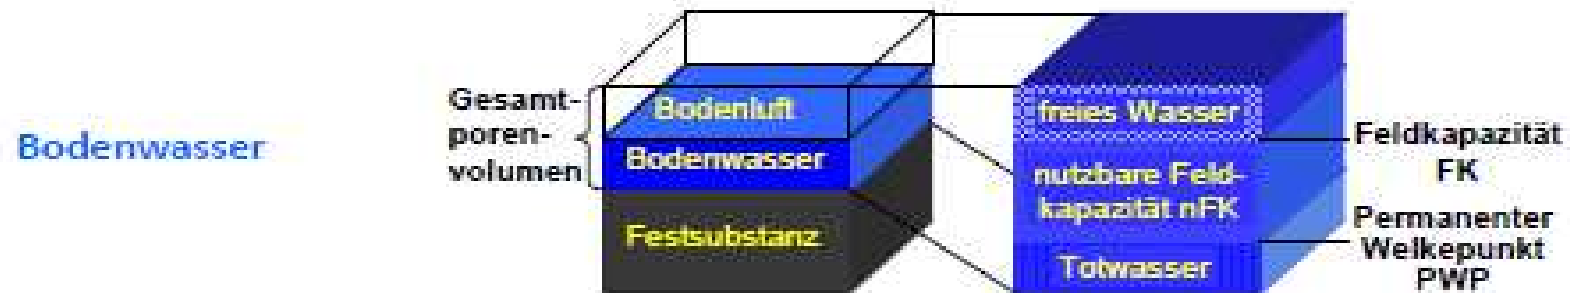 Bodenwasser
Gesamt-
poren-
volumen
Bodenluft
Bodenwasser
Festsubstanz
freies Wasser
nutzbare Feld-
kapazität nFK
Totwasser
Feldkapazität
FK
Permanenter
Welkepunkt
PWP